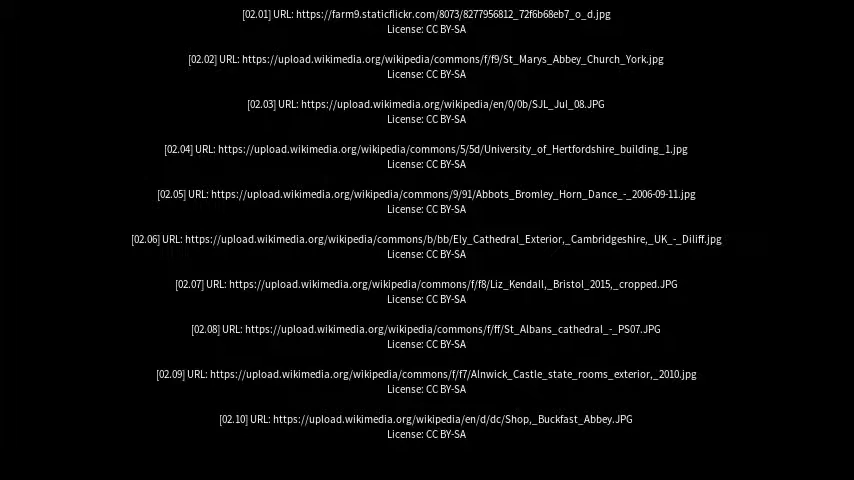 [02.01] URL: https://farm9.staticflickr.com/8073/8277956812_72f6b68eb7_o_d.jpg
License: CC BY-SA
[02.02] URL: https://upload.wikimedia.org/wikipedia/commons/f/f9/St_Marys_Abbey_Church_York.jpg
License: CC BY-SA
[02.03] URL: https://upload.wikimedia.org/wikipedia/en/0/0b/SJL_Jul_08.JPG
License: CC BY-SA
[02.04] URL: https://upload.wikimedia.org/wikipedia/commons/5/5d/University_of_Hertfordshire_building_1.jpg
License: CC BY-SA
[02.05] URL: https://upload.wikimedia.org/wikipedia/commons/9/91/Abbots_Bromley_Horn_Dance_-_2006-09-11.jpg
License: CC BY-SA
[02.06] URL: https://upload.wikimedia.org/wikipedia/commons/b/bb/Ely_Cathedral_Exterior,_Cambridgeshire,_UK_-_Diliff.jpg
License: CC BY-SA
[02.07] URL: https://upload.wikimedia.org/wikipedia/commons/f/f8/Liz_Kendall,_Bristol_2015,_cropped.JPG
License: CC BY-SA
[02.08] URL: https://upload.wikimedia.org/wikipedia/commons/f/ff/St_Albans_cathedral_-_PS07.JPG
License: CC BY-SA
[02.09] URL: https://upload.wikimedia.org/wikipedia/commons/f/f7/Alnwick_Castle_state_rooms_exterior,_2010.jpg
License: CC BY-SA
[02.10] URL: https://upload.wikimedia.org/wikipedia/en/d/dc/Shop,_Buckfast_Abbey.JPG
License: CC BY-SA